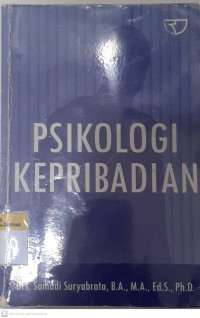 PSIKOLOGI
KEPRIBADIAN
Drs. Sumadi Suryabrata, B.A., M.A., Ed.S., Ph.D.